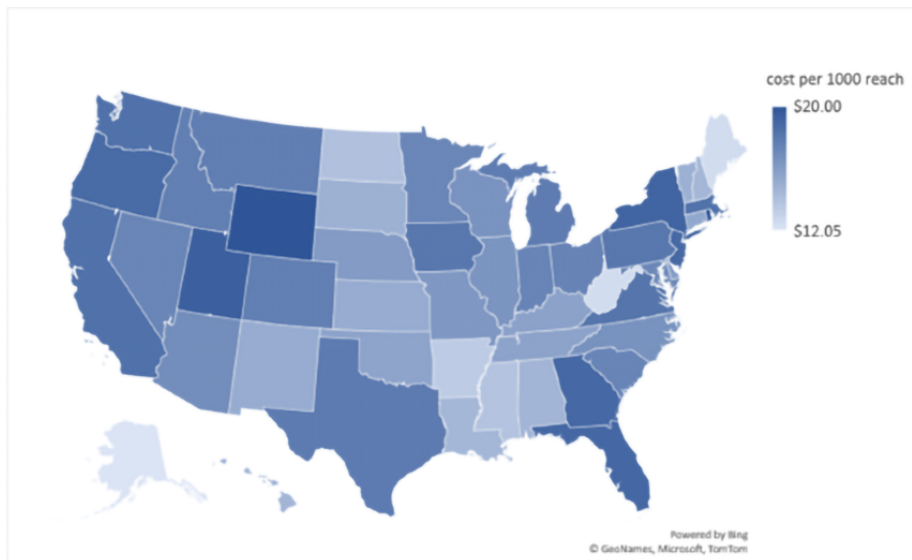 cost per 1000 reach
$20.00
$12.05
Powered by Bing
© GeoNames, Microsoft, TomTom